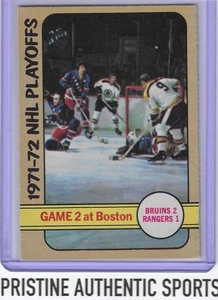 1971-72 NHL PLAYOFFS
GAME 2 at Boston
BRUINS 2
RANGERS 1
PRISTINE AUTHENTIC SPORTS